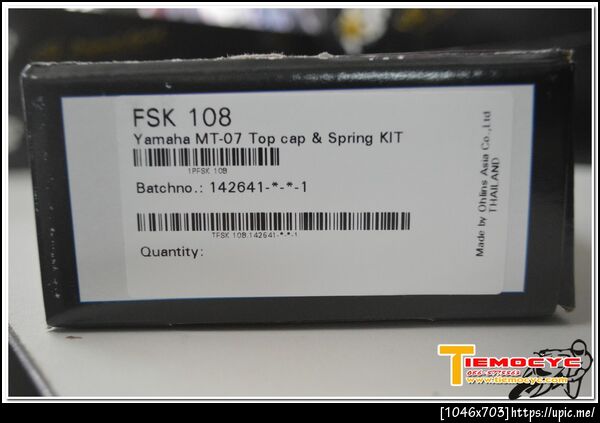 FSK 108
Yamaha MT-07 Top cap & Spring KIT
1PFSK 108
Batchno.: 142641-*-*-1
TFSK 108.142641-*-*-1
Quantity:
Made by Ohlins Asia Co.,Ltd
THAILAND
TIEMOCYC
www.tiemocyc.com
[1046x703]https://upic.me/